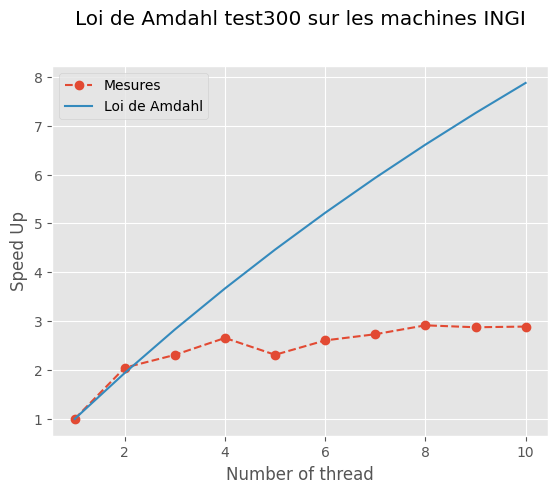 Loi de Amdahl test300 sur les machines INGI
Mesures
Loi de Amdahl
8
7
6
5
4
3
2
1
Speed Up
2
4
6
8
10
Number of thread